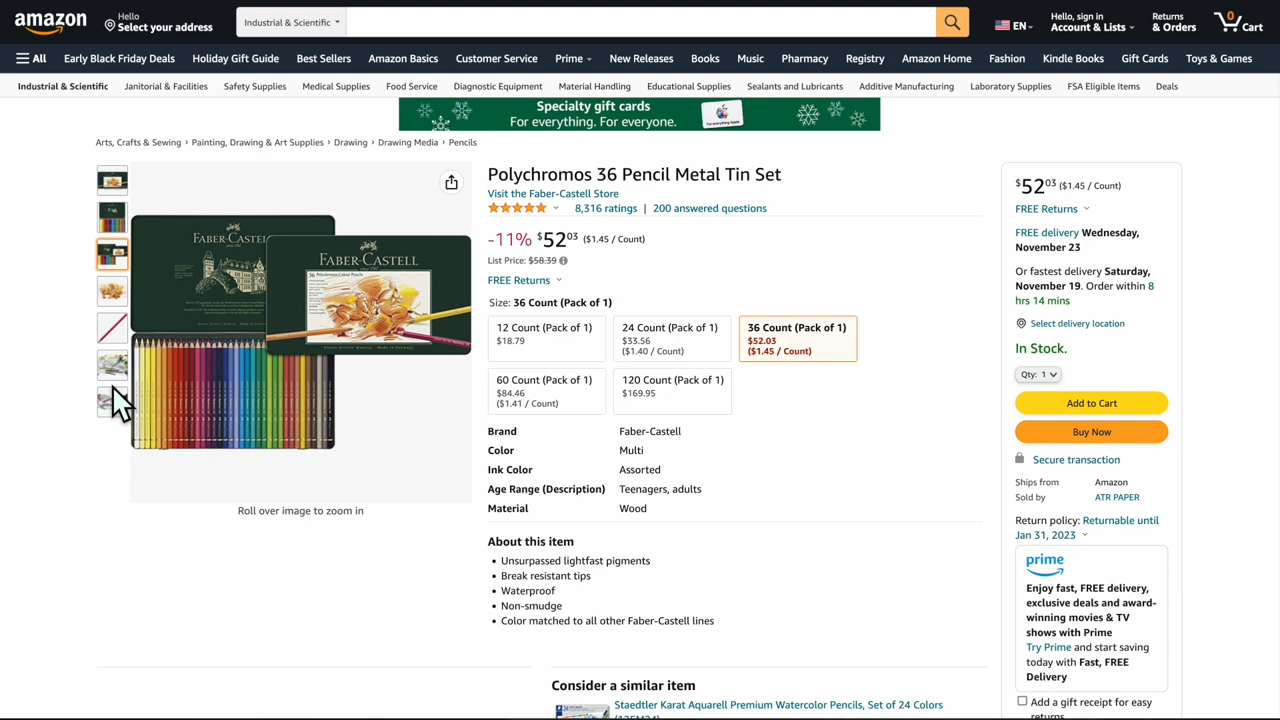 amazon
Hello
Select your address
Industrial & Scientific
EN
Hello, sign in
Account & Lists
Returns
& Orders
0
Cart
All
Early Black Friday Deals
Holiday Gift Guide
Best Sellers
Amazon Basics
Customer Service
Prime
New Releases
Books
Music
Pharmacy
Registry
Amazon Home
Fashion
Kindle Books
Gift Cards
Toys & Games
Industrial & Scientific
Janitorial & Facilities
Safety Supplies
Medical Supplies
Food Service
Diagnostic Equipment
Material Handling
Educational Supplies
Sealants and Lubricants
Additive Manufacturing
Laboratory Supplies
FSA Eligible Items
Deals
Specialty gift cards
For everything. For everyone.
Arts, Crafts & Sewing › Painting, Drawing & Art Supplies › Drawing › Drawing Media › Pencils
FABER-CASTELL
36 Polychromos Colour Pencils
Roll over image to zoom in
Polychromos 36 Pencil Metal Tin Set
Visit the Faber-Castell Store
8,316 ratings | 200 answered questions
-11% $52 03 ($1.45 / Count)
List Price: $58.39
FREE Returns
Size: 36 Count (Pack of 1)
12 Count (Pack of 1)
$18.79
24 Count (Pack of 1)
$33.56
($1.40 / Count)
36 Count (Pack of 1)
$52.03
($1.45 / Count)
60 Count (Pack of 1)
$84.46
($1.41 / Count)
120 Count (Pack of 1)
$169.95
Brand Faber-Castell
Color Multi
Ink Color Assorted
Age Range (Description) Teenagers, adults
Material Wood
About this item
• Unsurpassed lightfast pigments
• Break resistant tips
• Waterproof
• Non-smudge
• Color matched to all other Faber-Castell lines
Consider a similar item
Staedtler Karat Aquarell Premium Watercolor Pencils, Set of 24 Colors
$52 03 ($1.45 / Count)
FREE Returns
FREE delivery Wednesday,
November 23
Or fastest delivery Saturday,
November 19. Order within 8
hrs 14 mins
Select delivery location
In Stock.
Qty: 1
Add to Cart
Buy Now
Secure transaction
Ships from Amazon
Sold by ATR PAPER
Return policy: Returnable until
Jan 31, 2023
prime
Enjoy fast, FREE delivery,
exclusive deals and award-
winning movies & TV
shows with Prime
Try Prime and start saving
today with Fast, FREE
Delivery
Add a gift receipt for easy
returns